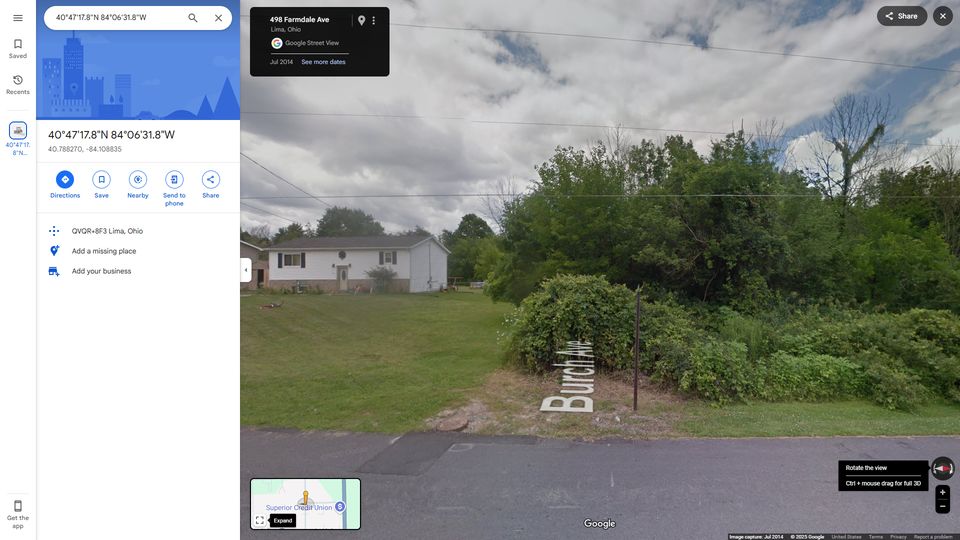 40°47'17.8"N 84°06'31.8"W
Saved
Recents
40°47'17.
8"N...
Get the
app
40°47'17.8"N 84°06'31.8"W
40.788270, -84.108835
Directions
Save
Nearby
Send to
phone
Share
QVQR+8F3 Lima, Ohio
Add a missing place
Add your business
498 Farmdale Ave
Lima, Ohio
Google Street View
Jul 2014 See more dates
Share
Burch Ave
Superior Credit Union
S
Expand
Rotate the view
Ctrl + mouse drag for full 3D
Google
Image capture: Jul 2014 © 2025 Google United States Terms Privacy Report a problem